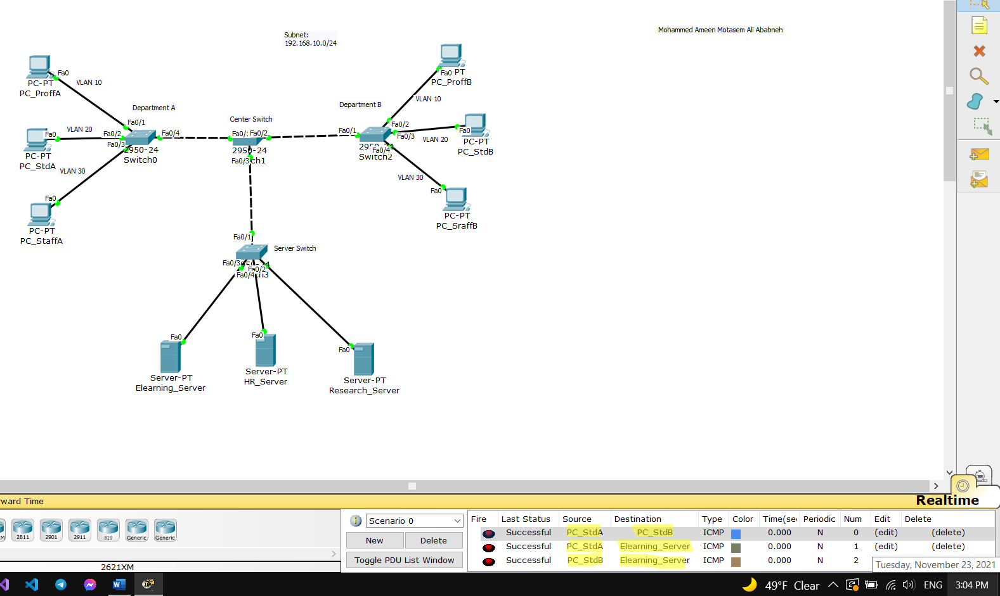 Subnet:
192.168.10.0/24
Mohammed Ameen Motasem Ali Ababneh
Fa0
VLAN 10
PC-PT
PC_ProffA
Department A
Fa0/1
VLAN 20
Fa0
Fa0/2
Fa0/3
Fa0/4
PC-PT
PC_StdA
2950-24
Switch0
VLAN 30
Fa0
PC-PT
PC_StaffA
Center Switch
Fa0/2
2950-24
Fa0/3
Department B
Fa0/1
Fa0/2
Fa0/3
Fa0/4
Switch2
Fa0
PT
PC_ProffB
VLAN 10
Fa0
VLAN 20
PC-PT
PC_StdB
VLAN 30
Fa0
PC-PT
PC_SraffB
Fa0/1
Server Switch
Fa0/3
Fa0/2
Fa0/4
Fa0
Server-PT
Elearning_Server
Fa0
Server-PT
HR_Server
Fa0
Server-PT
Research_Server
Realtime
ward Time
2811
2901
2911
819
Generic
Generic
2621XM
Scenario 0
New
Delete
Toggle PDU List Window
Fire Last Status Source Destination Type Color Time(sec Periodic Num Edit Delete
Successful PC_StdA PC_StdB ICMP 0.000 N 0 (edit) (delete)
Successful PC_StdA Elearning_Server ICMP 0.000 N 1 (edit) (delete)
Successful PC_StdB Elearning_Server ICMP 0.000 N 2
Tuesday, November 23, 2021
49°F Clear
ENG
3:04 PM